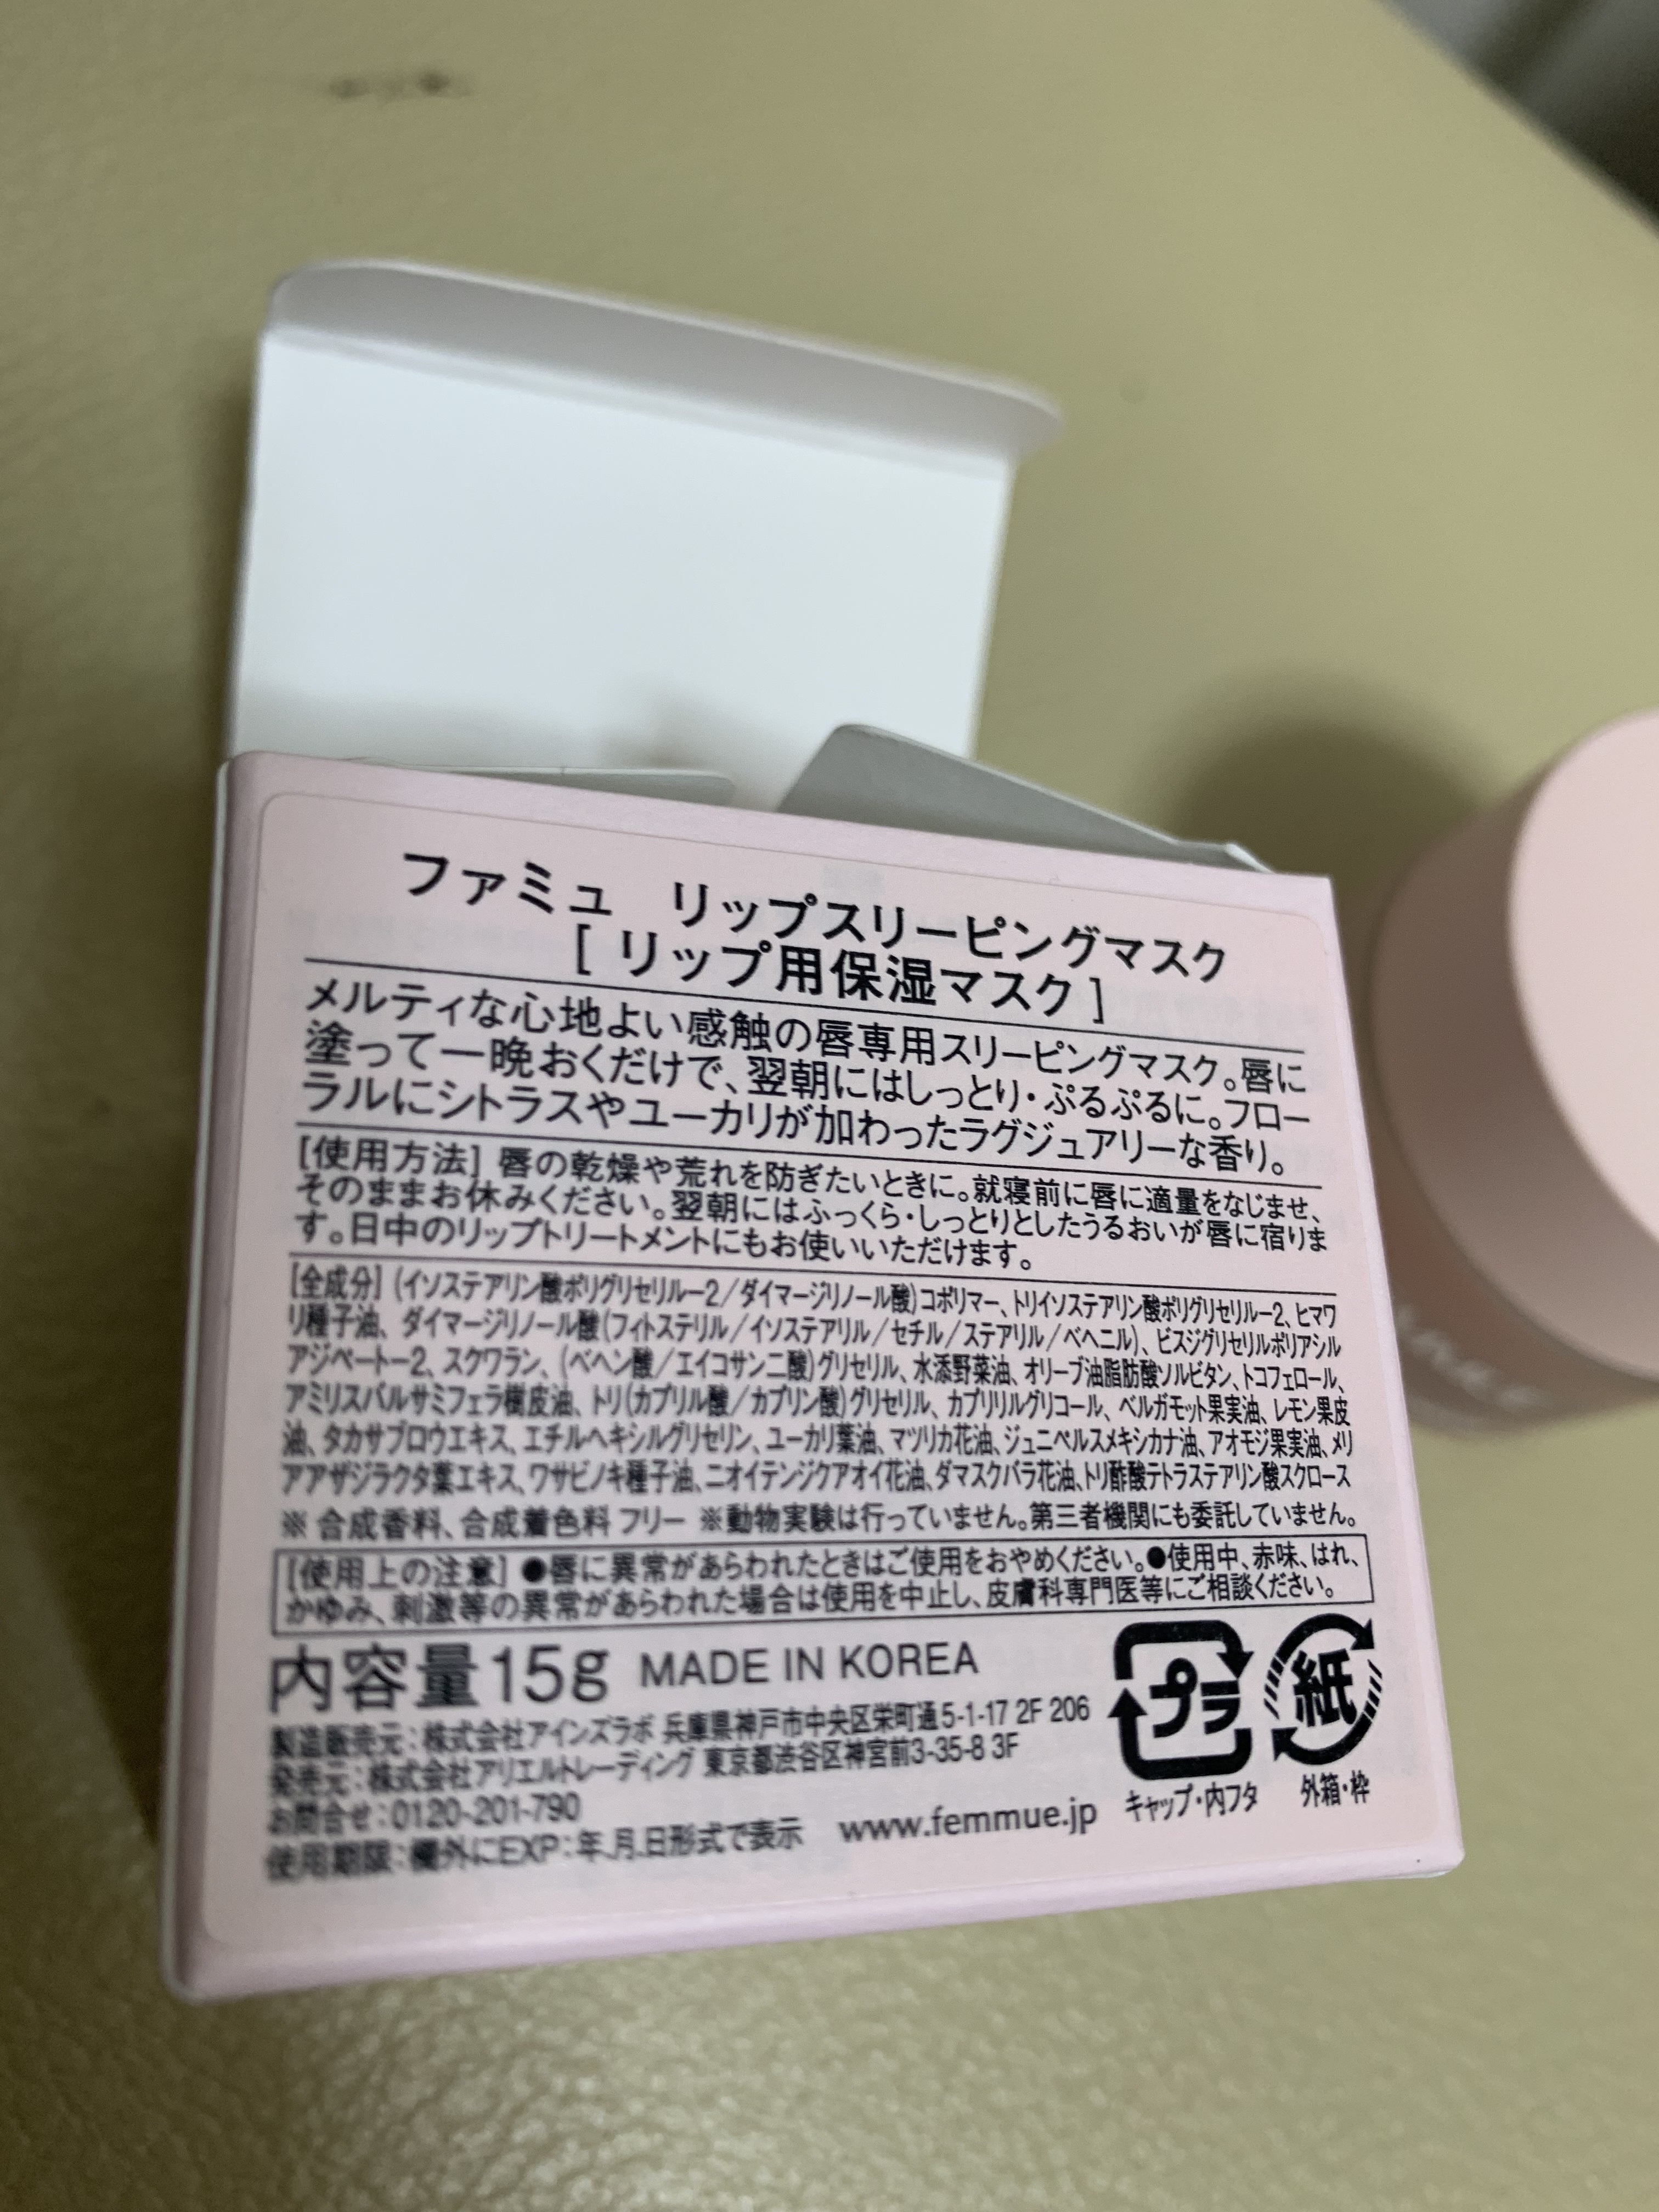 ファミュ　リップスリーピングマスク
[ リップ用保湿マスク ]
メルティな心地よい感触の唇専用スリーピングマスク。唇に
塗って一晩おくだけで、翌朝にはしっとり・ぷるぷるに。フロー
ラルにシトラスやユーカリが加わったラグジュアリーな香り。
[使用方法] 唇の乾燥や荒れを防ぎたいときに。就寝前に唇に適量をなじませ、
そのままお休みください。翌朝にはふっくら・しっとりとしたうるおいが唇に宿りま
す。日中のリップトリートメントにもお使いいただけます。
[全成分] (イソステアリン酸ポリグリセリル-2/ダイマージリノール酸)コポリマー、トリイソステアリン酸ポリグリセリル-2、ヒマワ
リ種子油、ダイマージリノール酸(フィトステリル/イソステアリル/セチル/ステアリル/ベヘニル)、ビスジグリセリルポリアシル
アジペート-2、スクワラン、(ベヘン酸/エイコサン二酸)グリセリル、水添野菜油、オリーブ油脂肪酸ソルビタン、トコフェロール、
アミリスバルサミフェラ樹皮油、トリ(カプリル酸/カプリン酸)グリセリル、カプリリルグリコール、ベルガモット果実油、レモン果皮
油、タカサブロウエキス、エチルヘキシルグリセリン、ユーカリ葉油、マツリカ花油、ジュニペルスメキシカナ油、アオモジ果実油、メリ
アアザジラクタ葉エキス、ワサビノキ種子油、ニオイテンジクアオイ花油、ダマスクバラ花油、トリ酢酸テトラステアリン酸スクロース
※ 合成香料、合成着色料 フリー ※動物実験は行っていません。第三者機関にも委託していません。
[使用上の注意] ●唇に異常があらわれたときはご使用をおやめください。●使用中、赤味、はれ、
かゆみ、刺激等の異常があらわれた場合は使用を中止し、皮膚科専門医等にご相談ください。
内容量15g MADE IN KOREA
製造販売元：株式会社アインズラボ 兵庫県神戸市中央区栄町通5-1-17 2F 206
発売元：株式会社アリエルトレーディング 東京都渋谷区神宮前3-35-8 3F
お問合せ：0120-201-790
使用期限：欄外にEXP：年.月.日形式で表示 www.femmue.jp
プラ
キャップ・内フタ
紙
外箱・枠